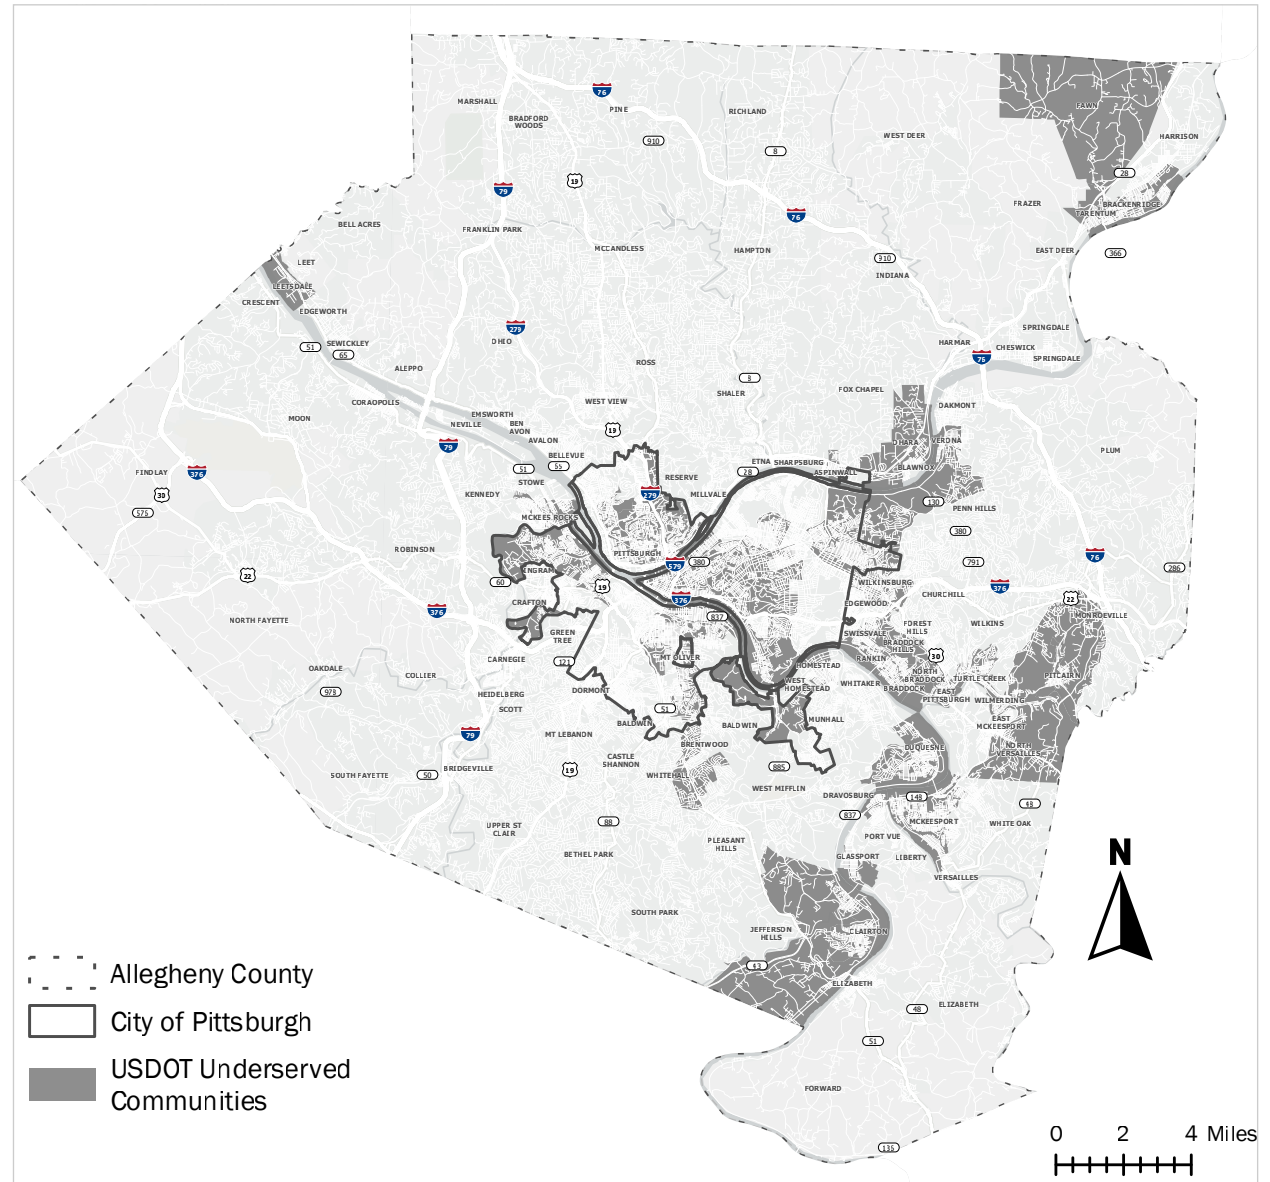 76
MARSHALL
PINE
BRADFORD
WOODS
RICHLAND
FAWN
910
WEST DEER
HARRISON
8
28
19
79
FRAZER
BRACKENRIDGE
TARENTUM
76
BELL ACRES
FRANKLIN PARK
MCCANDLESS
HAMPTON
EAST DEER
366
910
LEET
INDIANA
LEETSDALE
CRESCENT
EDGEWORTH
279
SPRINGDALE
OHIO
HARMAR
CHESWICK
51
SEWICKLEY
65
76
SPRINGDALE
ROSS
ALEPPO
8
SHALER
FOX CHAPEL
CORAOPOLIS
WEST VIEW
OAKMONT
EMSWORTH
MOON
NEVILLE
BEN
AVON
19
AVALON
79
OHARA
VERONA
PLUM
BELLEVUE
ETNA
SHARPSBURG
51
65
28
ASPINWALL
BLAWNOX
FINDLAY
376
RESERVE
STOWE
30
KENNEDY
279
MILLVALE
130
PENN HILLS
576
MCKEES ROCKS
380
ROBINSON
PITTSBURGH
76
579
380
791
22
INGRAM
286
60
19
WILKINSBURG
376
CHURCHILL
376
CRAFTON
376
EDGEWOOD
22
MONROEVILLE
NORTH FAYETTE
837
GREEN
TREE
SWISSVALE
FOREST
HILLS
WILKINS
BRADDOCK
HILLS
30
CARNEGIE
121
MT OLIVER
HOMESTEAD
RANKIN
OAKDALE
COLLIER
NORTH
BRADDOCK
TURTLE CREEK
PITCAIRN
978
DORMONT
WEST
HOMESTEAD
WHITAKER
BRADDOCK
EAST
PITTSBURGH
WILMERDING
HEIDELBERG
SCOTT
51
BALDWIN
BALDWIN
MUNHALL
EAST
MCKEESPORT
79
MT LEBANON
BRENTWOOD
DUQUESNE
NORTH
VERSAILLES
CASTLE
SHANNON
SOUTH FAYETTE
50
BRIDGEVILLE
19
WHITEHALL
885
WEST MIFFLIN
DRAVOSBURG
148
48
88
837
MCKEESPORT
WHITE OAK
UPPER ST
CLAIR
PORT VUE
PLEASANT
HILLS
BETHEL PARK
GLASSPORT
LIBERTY
N
VERSAILLES
SOUTH PARK
JEFFERSON
HILLS
CLAIRTON
43
ELIZABETH
ELIZABETH
48
51
FORWARD
136
Allegheny County
City of Pittsburgh
USDOT Underserved
Communities
0 2 4 Miles